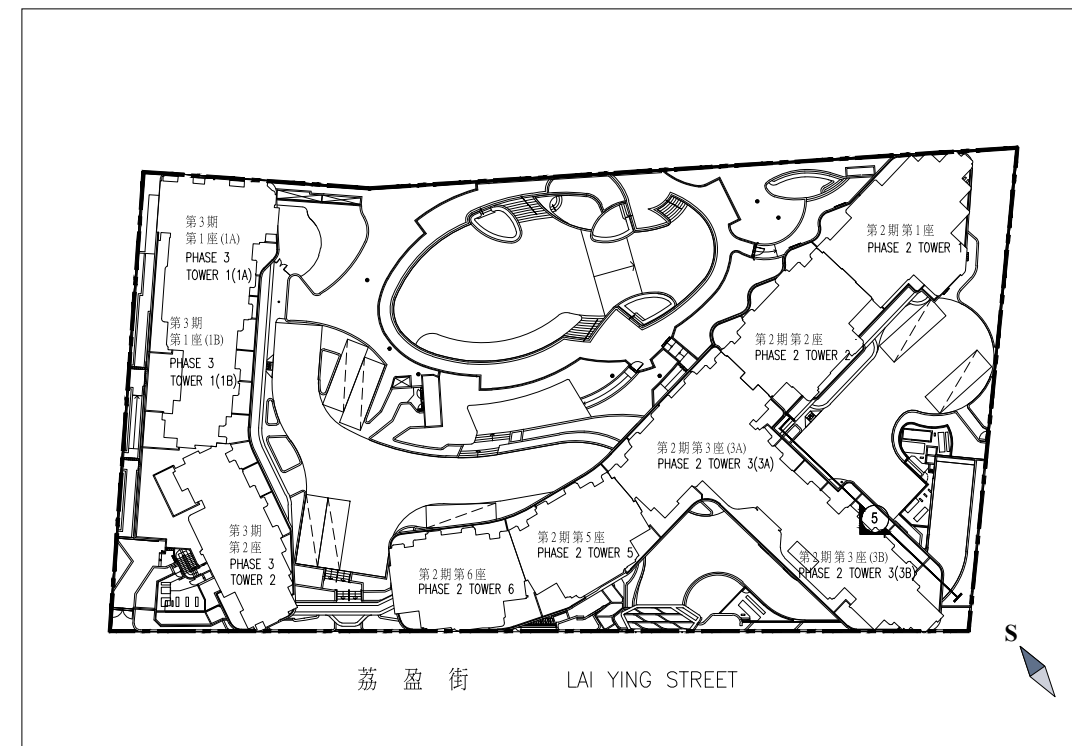 第2期第1座
PHASE 2 TOWER 1
第3期
第1座(1A)
PHASE 3
TOWER 1(1A)
第3期
第1座(1B)
PHASE 3
TOWER 1(1B)
第2期第2座
PHASE 2 TOWER 2
第2期第3座(3A)
PHASE 2 TOWER 3(3A)
5
第3期
第2座
PHASE 3
TOWER 2
第2期第5座
PHASE 2 TOWER 5
第2期第3座(3B)
PHASE 2 TOWER 3(3B)
第2期第6座
PHASE 2 TOWER 6
S
荔盈街 LAI YING STREET